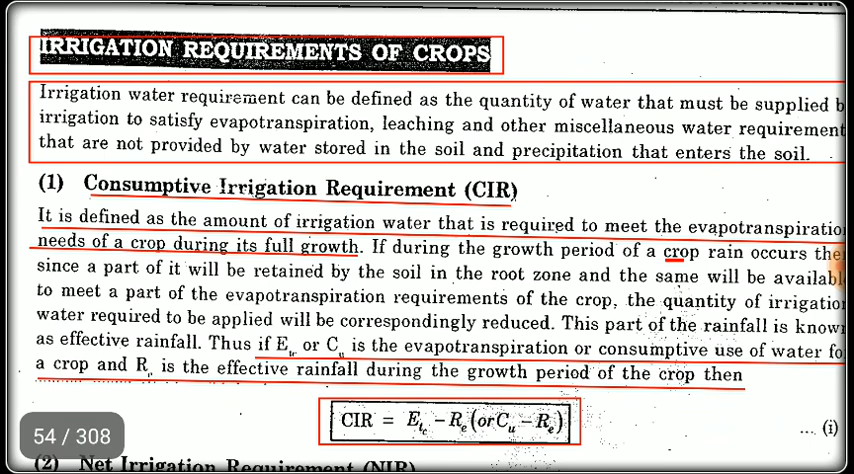 IRRIGATION REQUIREMENTS OF CROPS
Irrigation water requirement can be defined as the quantity of water that must be supplied b
irrigation to satisfy evapotranspiration, leaching and other miscellaneous water requirement
that are not provided by water stored in the soil and precipitation that enters the soil.
(1) Consumptive Irrigation Requirement (CIR)
It is defined as the amount of irrigation water that is required to meet the evapotranspiratio
needs of a crop during its full growth. If during the growth period of a crop rain occurs the
since a part of it will be retained by the soil in the root zone and the same will be availabl
to meet a part of the evapotranspiration requirements of the crop, the quantity of irrigatio
water required to be applied will be correspondingly reduced. This part of the rainfall is know
as effective rainfall. Thus if E or Cu is the evapotranspiration or consumptive use of water fo
a crop and Re is the effective rainfall during the growth period of the crop then
CIR = Etc - Re (or Cu - Re) ... (i)
54 / 308
(2) Net Irrigation Requirement (NIR)